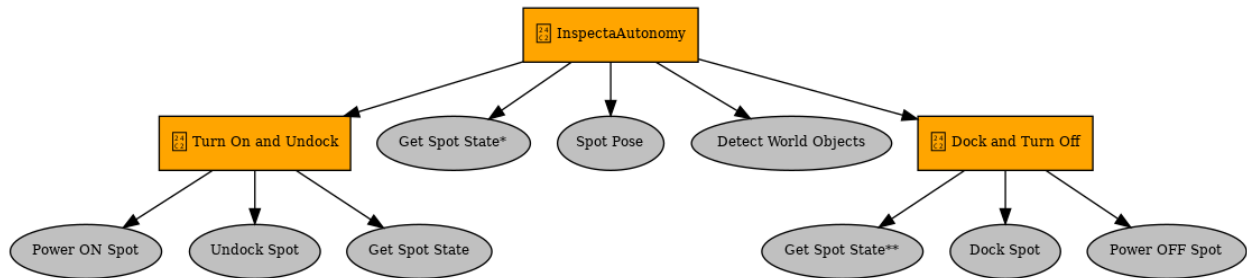 Ⓜ InspectaAutonomy
Ⓜ Turn On and Undock
Get Spot State*
Spot Pose
Detect World Objects
Ⓜ Dock and Turn Off
Power ON Spot
Undock Spot
Get Spot State
Get Spot State**
Dock Spot
Power OFF Spot